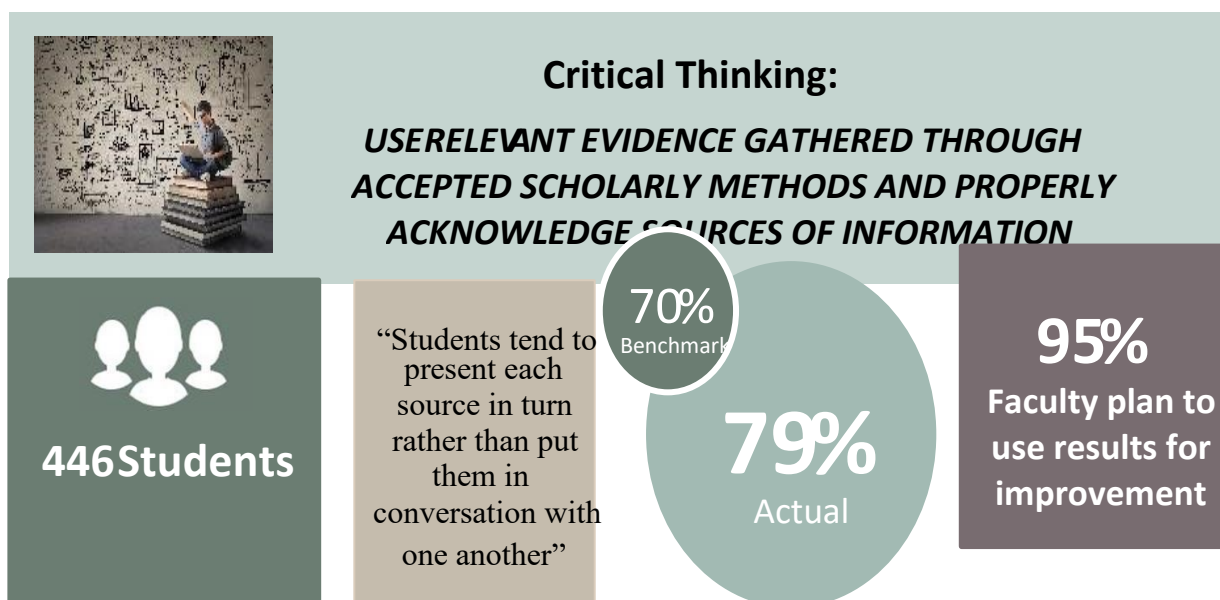 Critical Thinking:
USERELEVANT EVIDENCE GATHERED THROUGH
ACCEPTED SCHOLARLY METHODS AND PROPERLY
ACKNOWLEDGE SOURCES OF INFORMATION
446 Students
“Students tend to
present each
source in turn
rather than put
them in
conversation with
one another”
70%
Benchmark
79%
Actual
95%
Faculty plan to
use results for
improvement